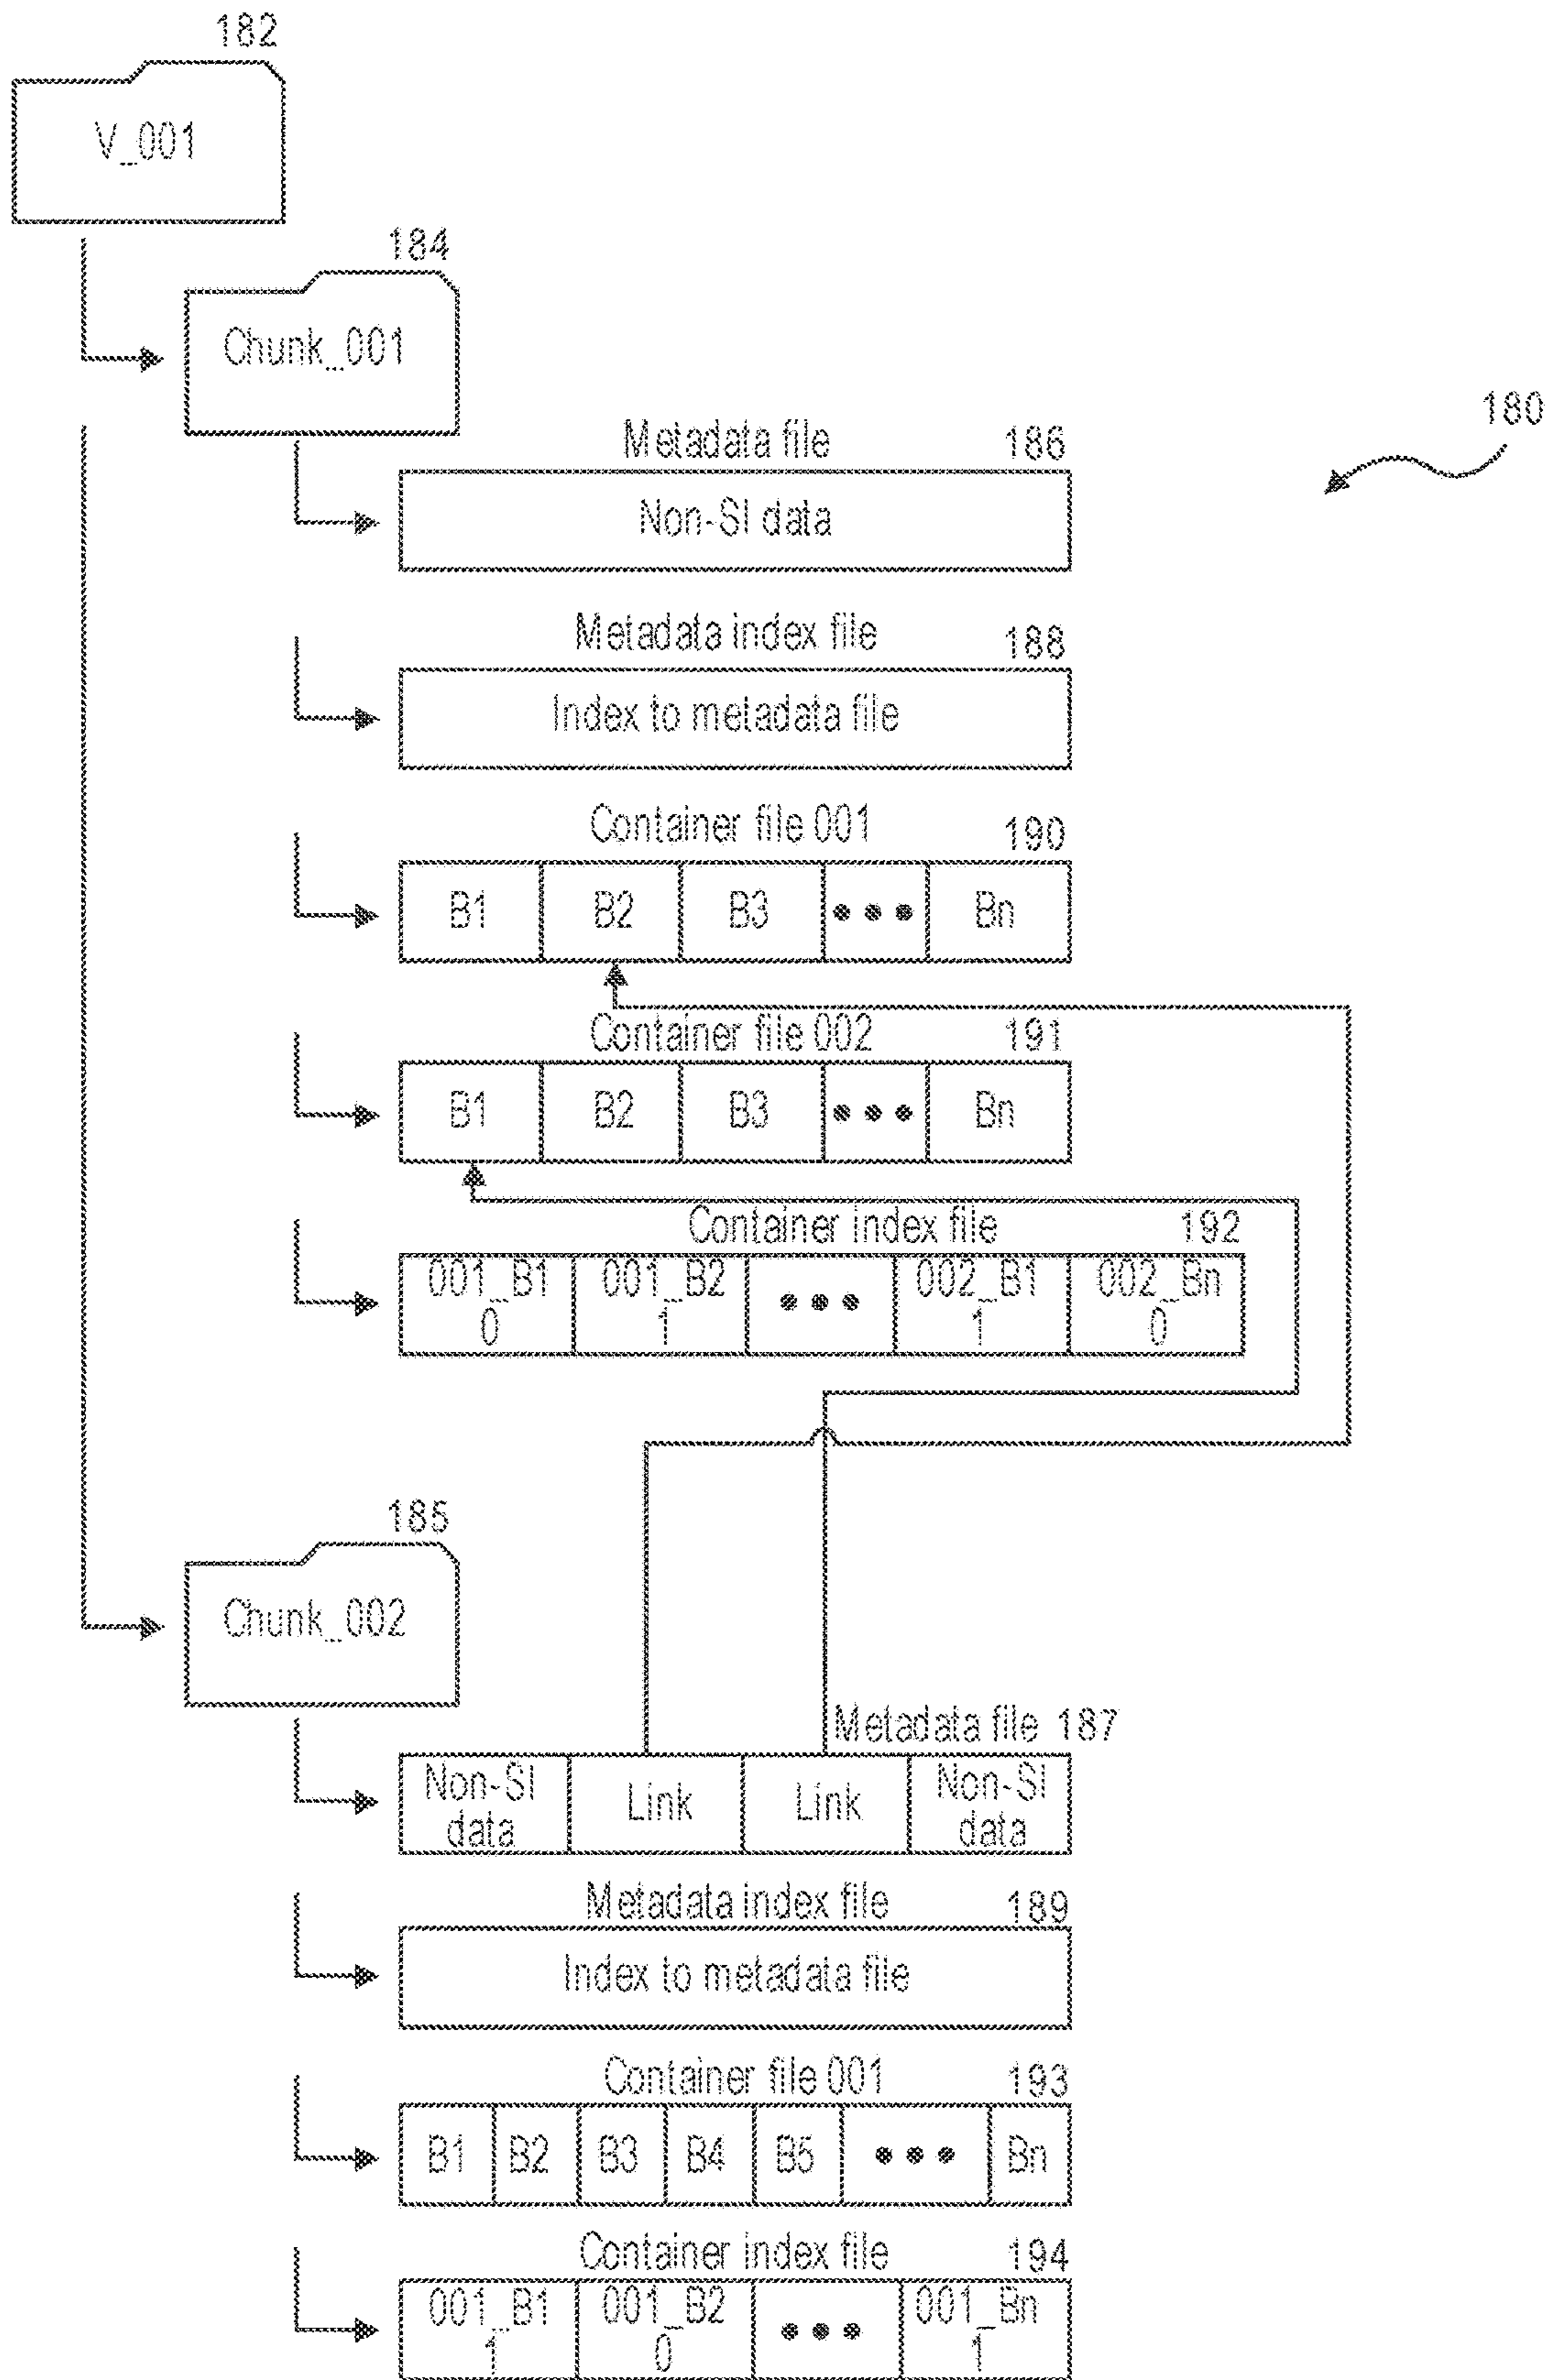 182
V_001
184
Chunk_001
180
Metadata file 186
Non-SI data
Metadata index file 188
Index to metadata file
Container file 001 190
B1 B2 B3 ••• Bn
Container file 002 191
B1 B2 B3 ••• Bn
Container index file 192
001_B1 001_B2 ••• 002_B1 002_Bn
0 1 1 0
185
Chunk_002
Metadata file 187
Non-SI Link Link Non-SI
data data
Metadata index file 189
Index to metadata file
Container file 001 193
B1 B2 B3 B4 B5 ••• Bn
Container index file 194
001_B1 001_B2 ••• 001_Bn
1 0 1